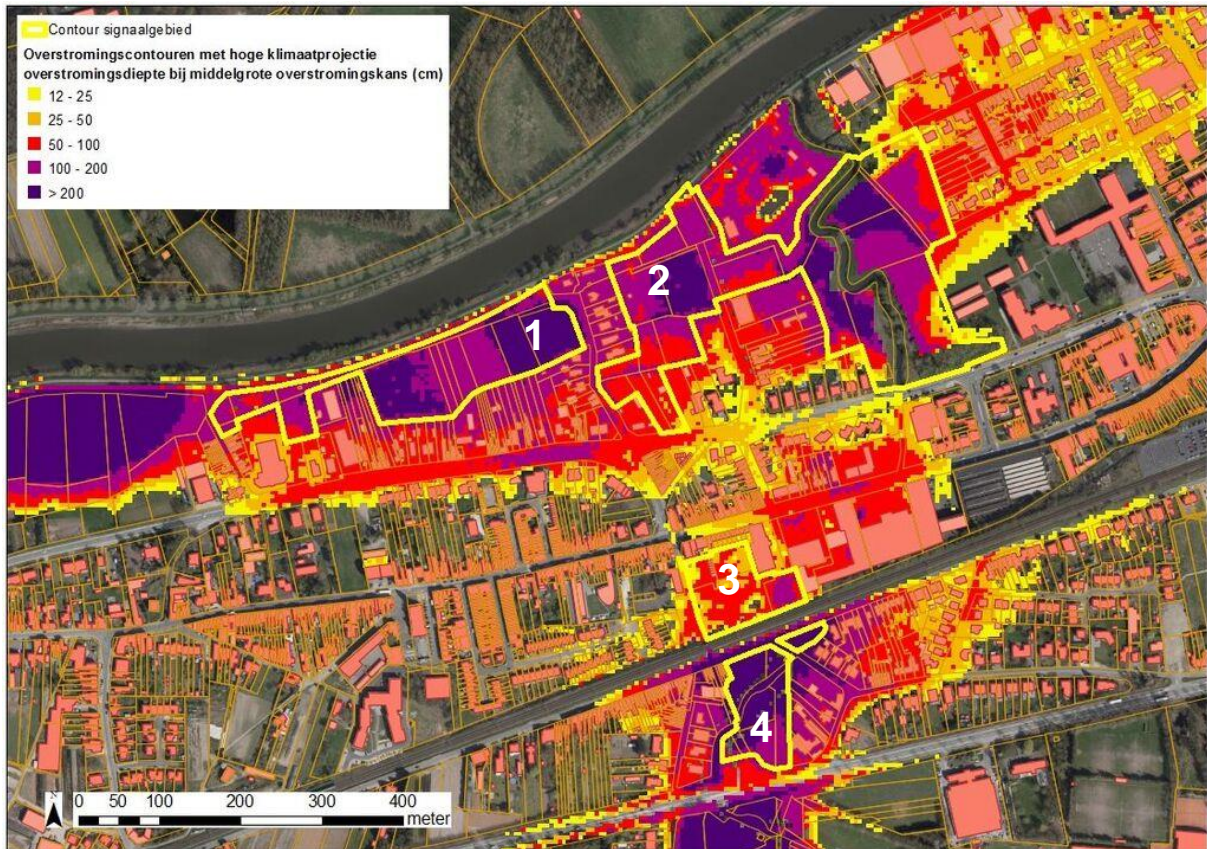 Contour signaalgebied
Overstromingscontouren met hoge klimaatprojectie
overstromingsdiepte bij middelgrote overstromingskans (cm)
12 - 25
25 - 50
50 - 100
100 - 200
> 200
1
2
3
4
N
0 50 100 200 300 400
meter